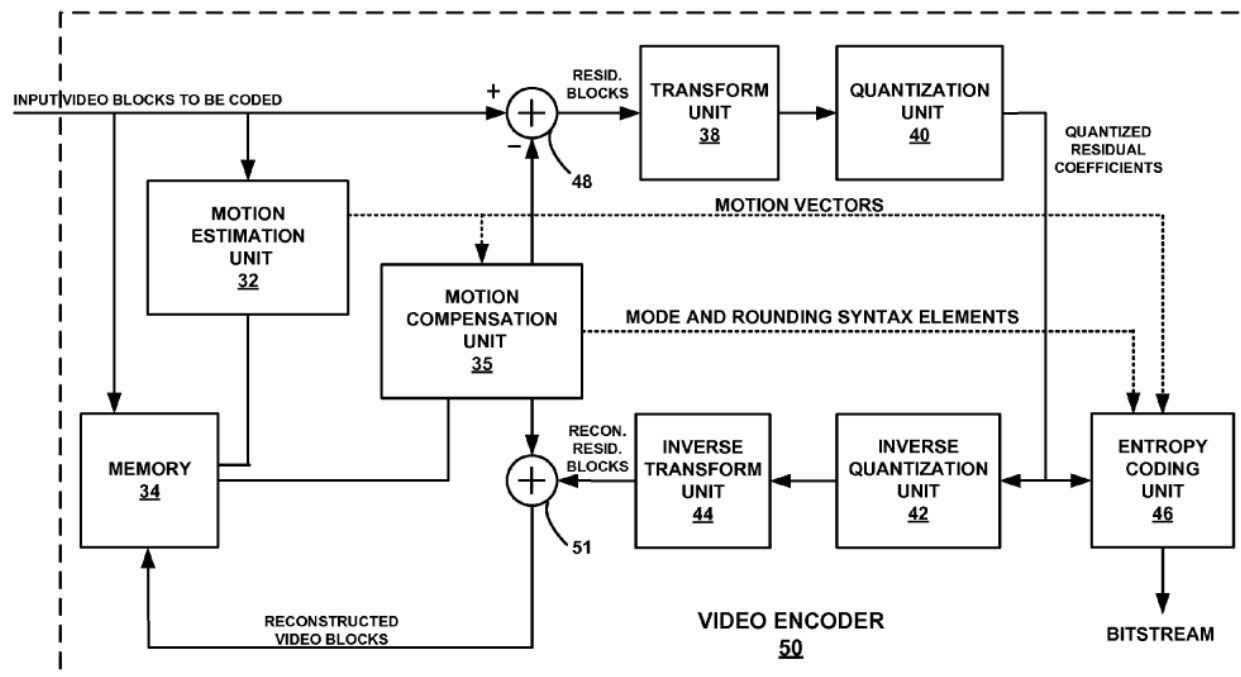 INPUT VIDEO BLOCKS TO BE CODED
+
−
RESID.
BLOCKS
48
TRANSFORM
UNIT
38
QUANTIZATION
UNIT
40
QUANTIZED
RESIDUAL
COEFFICIENTS
MOTION
ESTIMATION
UNIT
32
MOTION VECTORS
MOTION
COMPENSATION
UNIT
35
MODE AND ROUNDING SYNTAX ELEMENTS
MEMORY
34
RECON.
RESID.
BLOCKS
51
INVERSE
TRANSFORM
UNIT
44
INVERSE
QUANTIZATION
UNIT
42
ENTROPY
CODING
UNIT
46
RECONSTRUCTED
VIDEO BLOCKS
VIDEO ENCODER
50
BITSTREAM